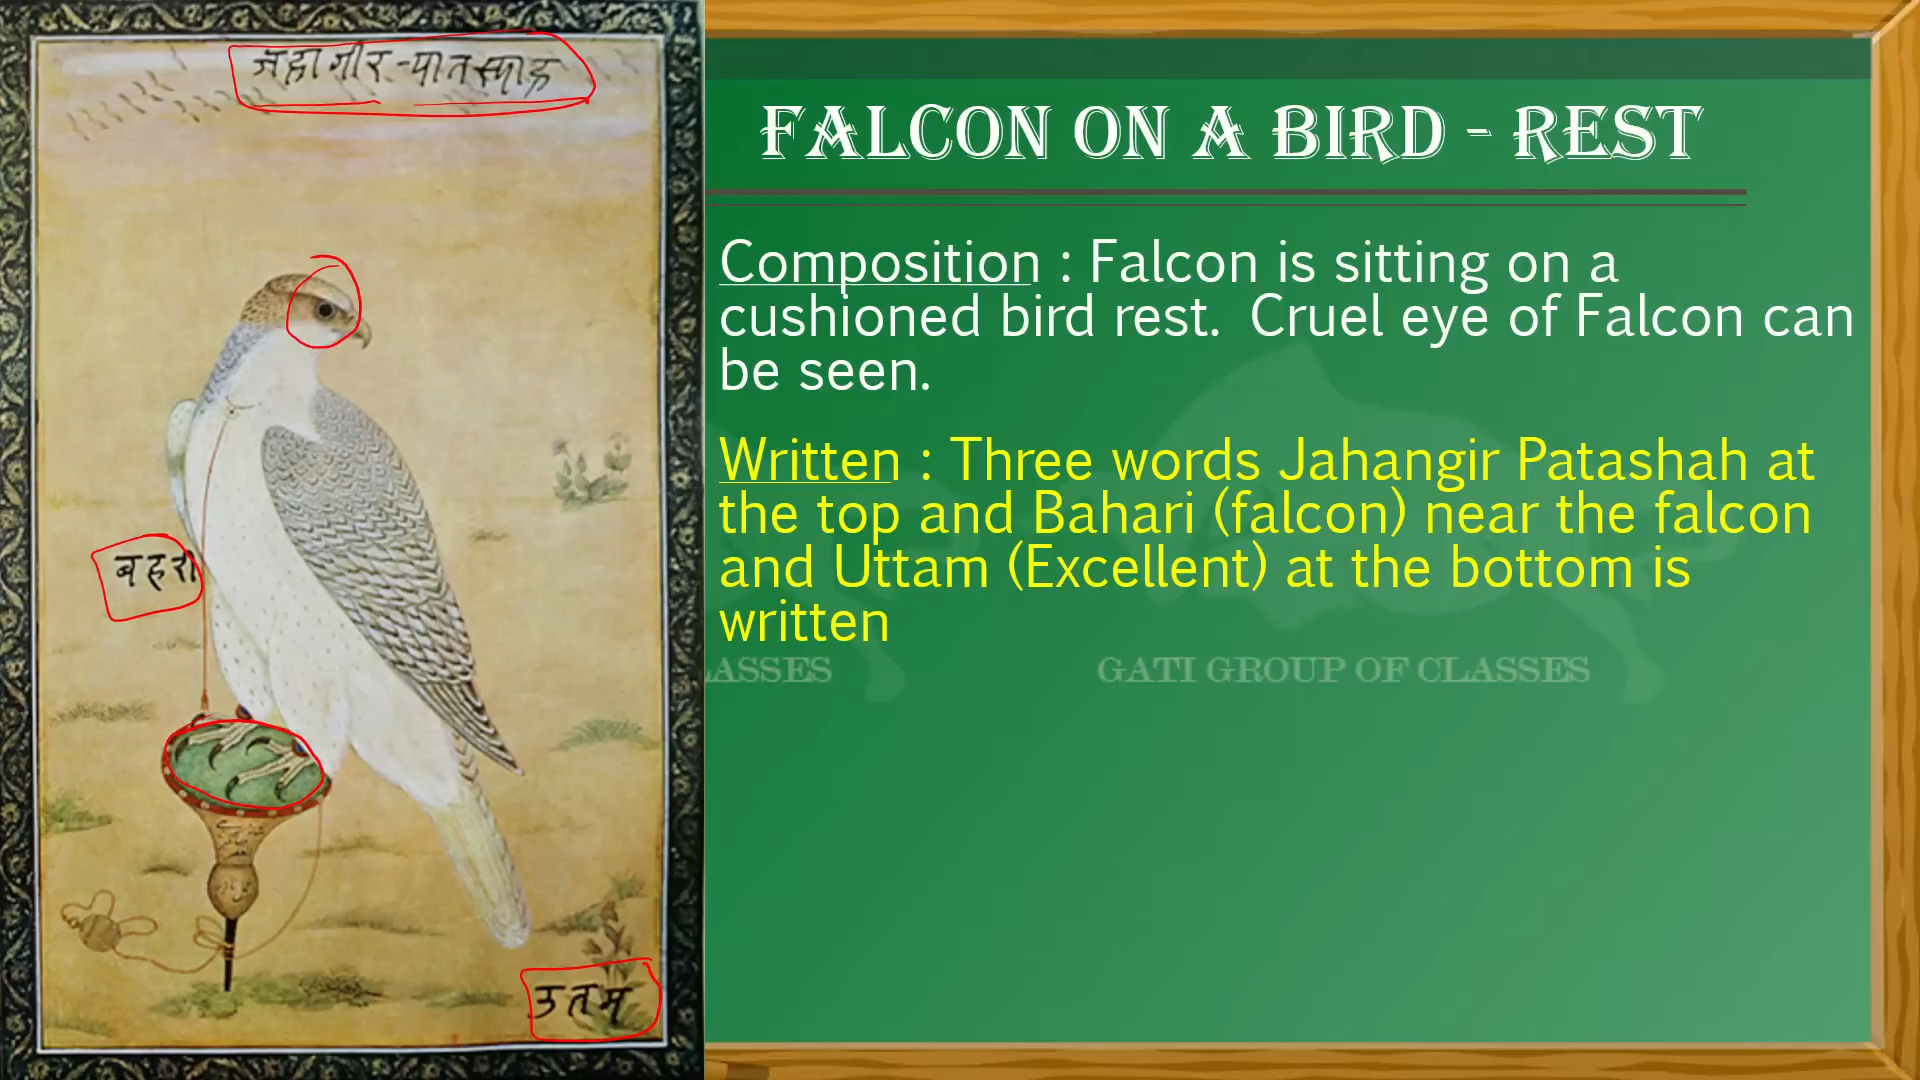 जहागीर-पातस्याह
बहरी
उतम
FALCON ON A BIRD - REST
Composition : Falcon is sitting on a
cushioned bird rest. Cruel eye of Falcon can
be seen.
Written : Three words Jahangir Patashah at
the top and Bahari (falcon) near the falcon
and Uttam (Excellent) at the bottom is
written
LASSES
GATI GROUP OF CLASSES